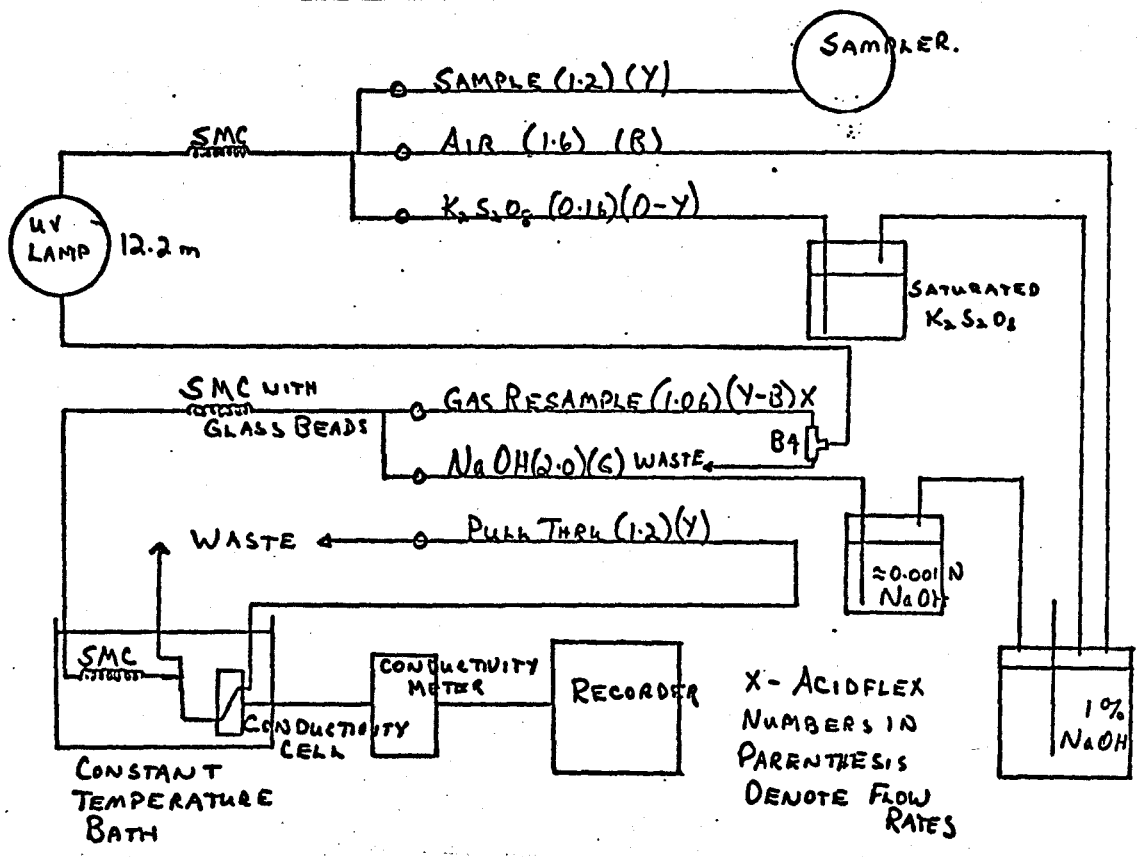 SAMPLER.
SAMPLE (1.2) (Y)
SMC
AIR (1.6) (B)
K₂S₂O₈ (0.16)(O-Y)
UV
LAMP
12.2 m
SATURATED
K₂S₂O₈
SMC WITH
GLASS BEADS
GAS RESAMPLE (1.06)(Y-B)X
B4
NaOH(2.0)(G) WASTE
WASTE
PULL THRU (1.2)(Y)
≈0.001N
NaOH
SMC
CONDUCTIVITY
METER
RECORDER
CONDUCTIVITY
CELL
1%
NaOH
X - ACIDFLEX
NUMBERS IN
PARENTHESIS
DENOTE FLOW
RATES
CONSTANT
TEMPERATURE
BATH